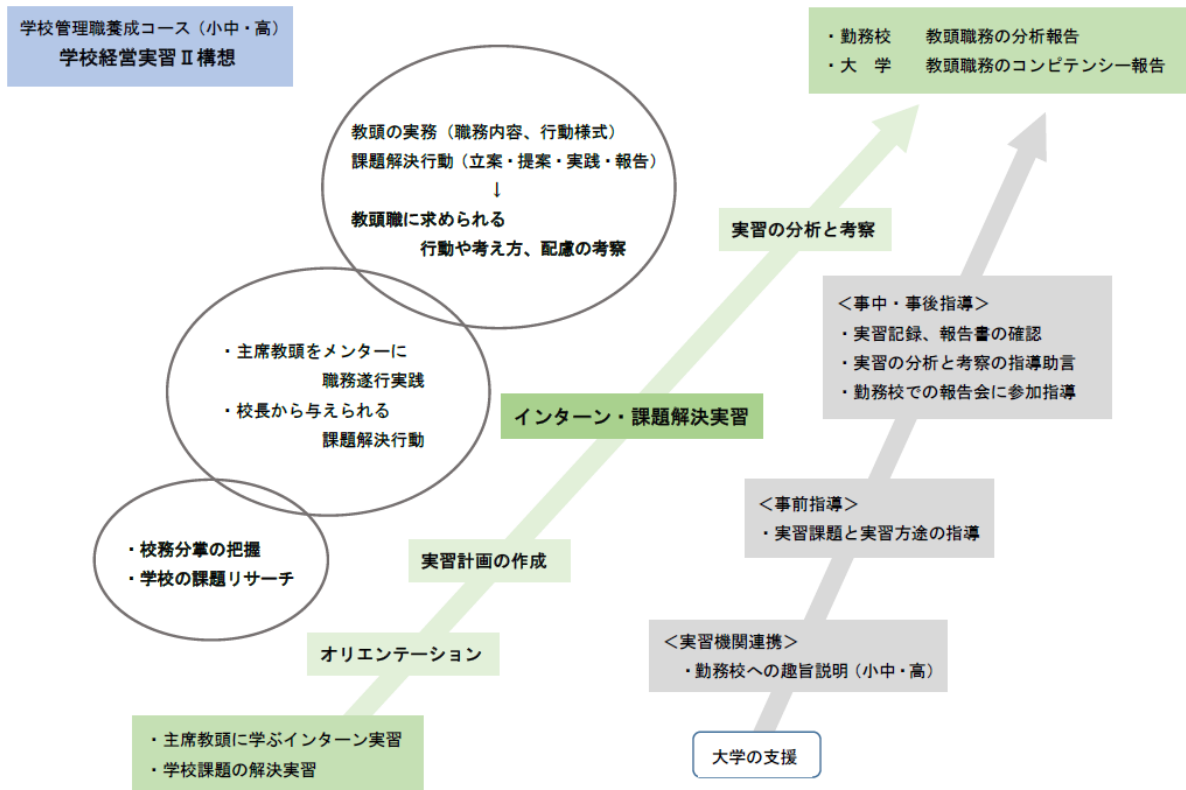 学校管理職養成コース（小中・高）
学校経営実習Ⅱ構想
・勤務校　教頭職務の分析報告
・大　学　教頭職務のコンピテンシー報告
教頭の実務（職務内容、行動様式）
課題解決行動（立案・提案・実践・報告）
↓
教頭職に求められる
行動や考え方、配慮の考察
実習の分析と考察
＜事中・事後指導＞
・実習記録、報告書の確認
・実習の分析と考察の指導助言
・勤務校での報告会に参加指導
・主席教頭をメンターに
職務遂行実践
・校長から与えられる
課題解決行動
インターン・課題解決実習
＜事前指導＞
・実習課題と実習方途の指導
・校務分掌の把握
・学校の課題リサーチ
実習計画の作成
オリエンテーション
＜実習機関連携＞
・勤務校への趣旨説明（小中・高）
・主席教頭に学ぶインターン実習
・学校課題の解決実習
大学の支援